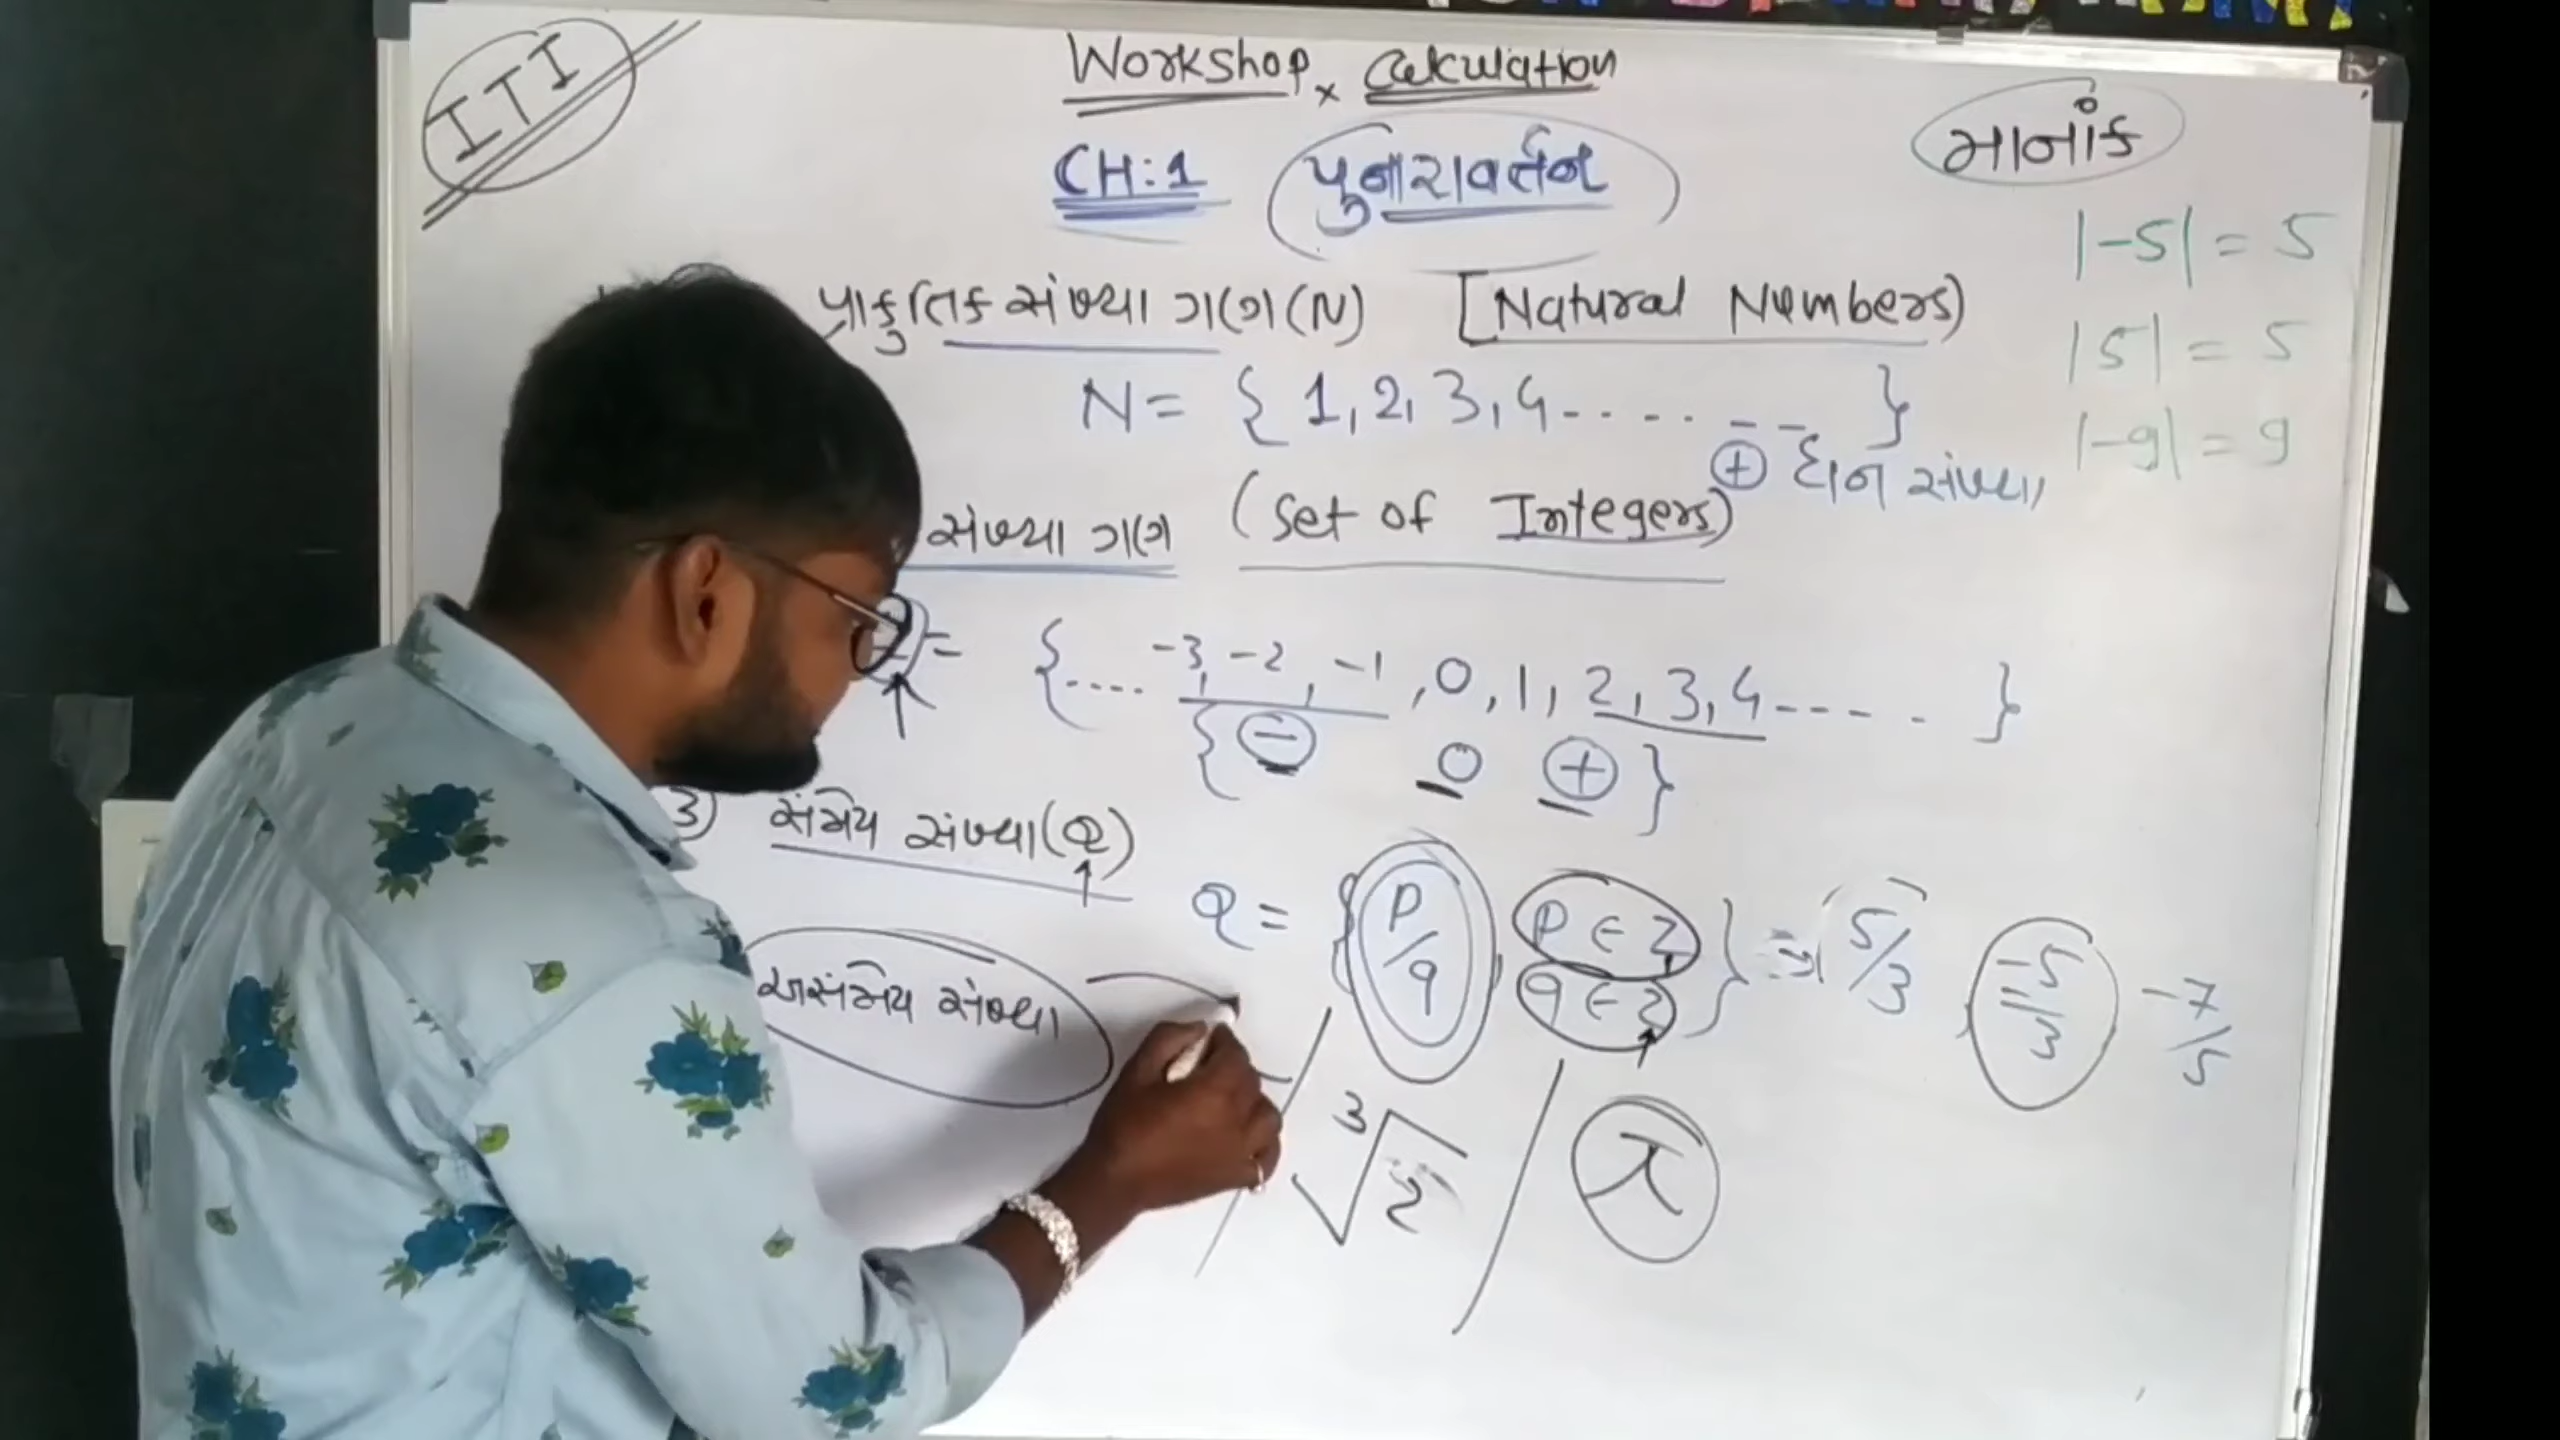 ITI
Workshop Calculation
CH:1 પુનરાવર્તન
માનાંક
|-5| = 5
|5| = 5
|-9| = 9
પ્રાકૃતિક સંખ્યા ગણ (N) [Natural Numbers)
N = { 1, 2, 3, 4 ---- -- }
+ ધન સંખ્યા
સંખ્યા ગણ (Set of Integers)
= {.... -3, -2, -1, 0, 1, 2, 3, 4 ---- }
{ - 0 + }
3) સંમેય સંખ્યા (Q)
Q = { P/q P ∈ Z q ∈ Z } ⇒ 5/3, -5/3 -7/5
અસંમેય સંખ્યા
/ ³√2 / π